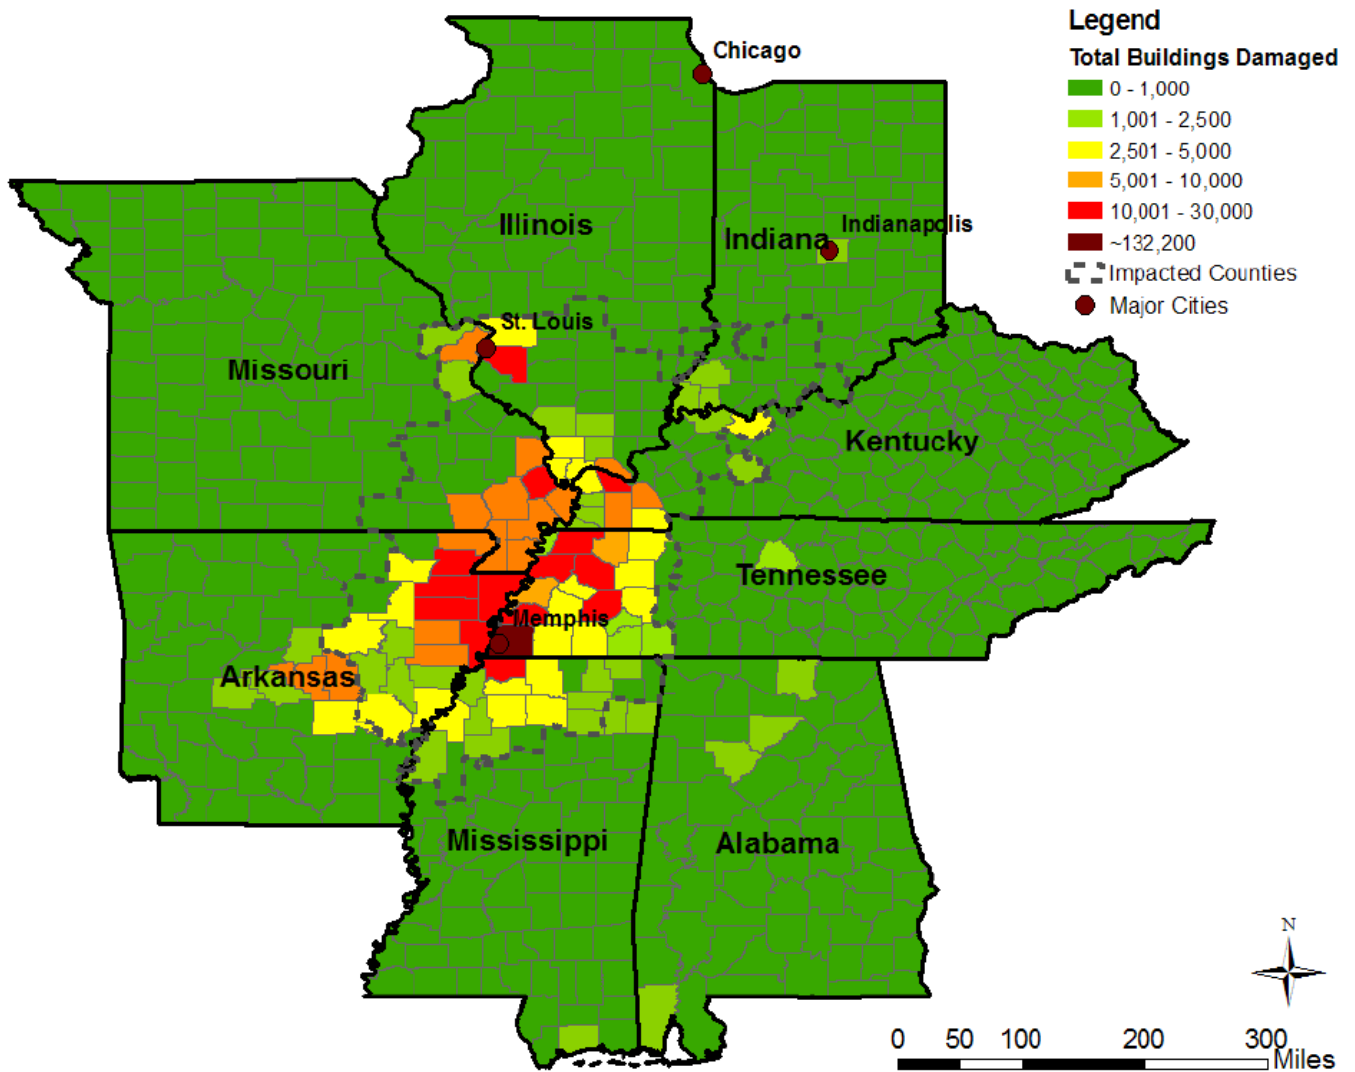 Legend
Total Buildings Damaged
0 - 1,000
1,001 - 2,500
2,501 - 5,000
5,001 - 10,000
10,001 - 30,000
~132,200
Impacted Counties
Major Cities
Chicago
Illinois
Indiana
Indianapolis
St. Louis
Missouri
Kentucky
Tennessee
Memphis
Arkansas
Mississippi
Alabama
N
0 50 100 200 300
Miles